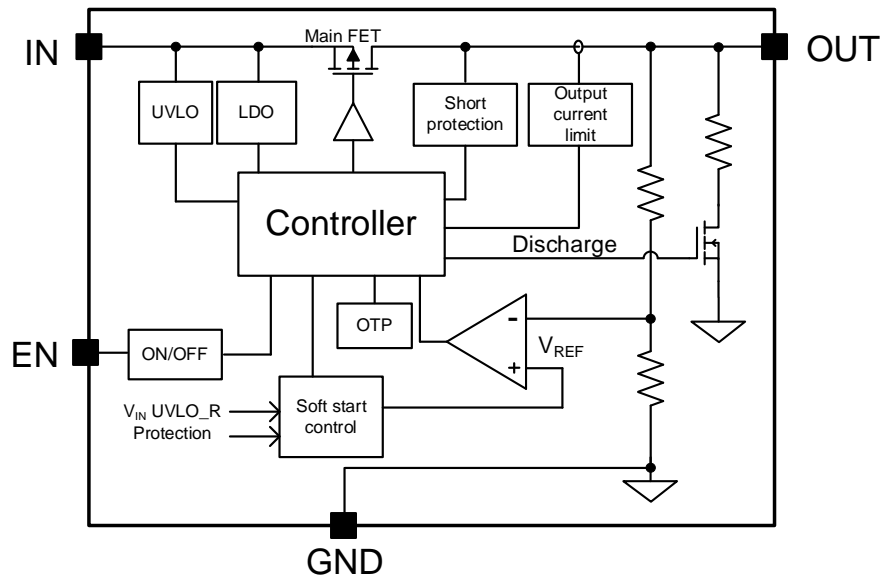 IN
Main FET
OUT
UVLO
LDO
Short
protection
Output
current
limit
Controller
Discharge
EN
ON/OFF
OTP
-
+
VREF
VIN UVLO_R
Protection
Soft start
control
GND